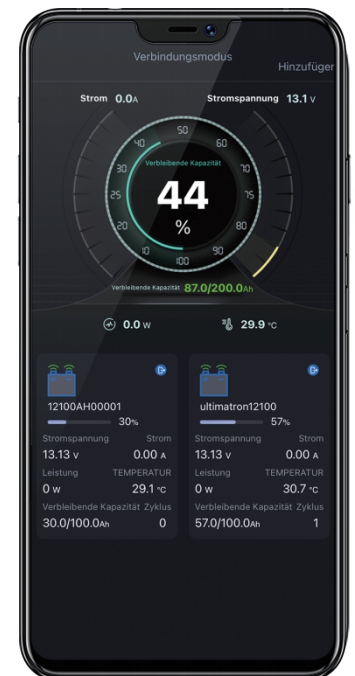 Verbindungsmodus
Hinzufüger
Strom 0.0A
Stromspannung 13.1 V
50
40
60
30
70
25
75
20
80
10
90
100
Verbleibende Kapazität
44
%
Verbleibende Kapazität 87.0/200.0Ah
0.0 W
29.9 °C
12100AH00001
30%
Stromspannung Strom
13.13 V 0.00 A
Leistung TEMPERATUR
0 W 29.1 °C
Verbleibende Kapazität Zyklus
30.0/100.0Ah 0
ultimatron12100
57%
Stromspannung Strom
13.13 V 0.00 A
Leistung TEMPERATUR
0 W 30.7 °C
Verbleibende Kapazität Zyklus
57.0/100.0Ah 1